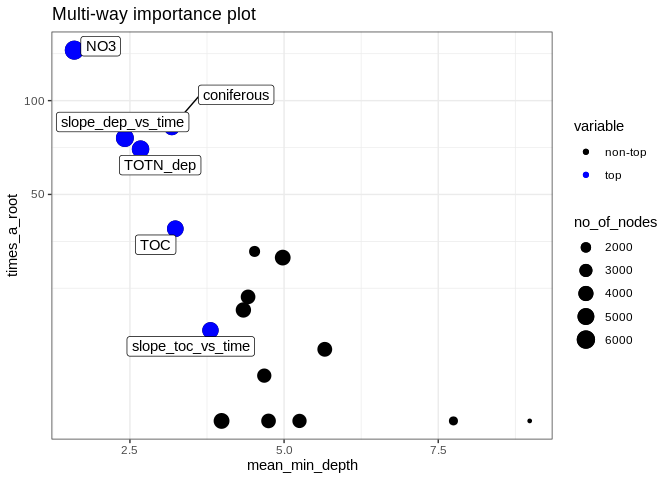 Multi-way importance plot
NO3
coniferous
slope_dep_vs_time
TOTN_dep
TOC
slope_toc_vs_time
100
50
times_a_root
2.5
5.0
7.5
mean_min_depth
variable
non-top
top
no_of_nodes
2000
3000
4000
5000
6000